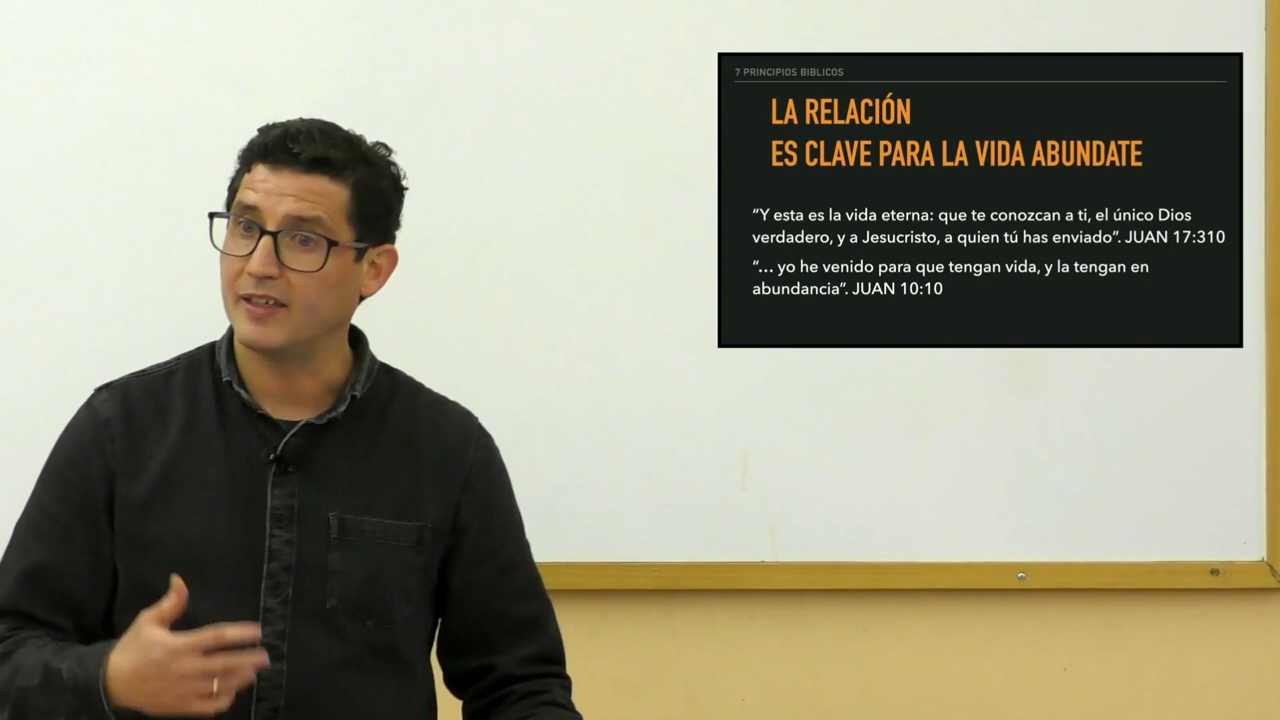 7 PRINCIPIOS BIBLICOS
LA RELACIÓN
ES CLAVE PARA LA VIDA ABUNDATE
“Y esta es la vida eterna: que te conozcan a ti, el único Dios
verdadero, y a Jesucristo, a quien tú has enviado”. JUAN 17:310
“... yo he venido para que tengan vida, y la tengan en
abundancia”. JUAN 10:10